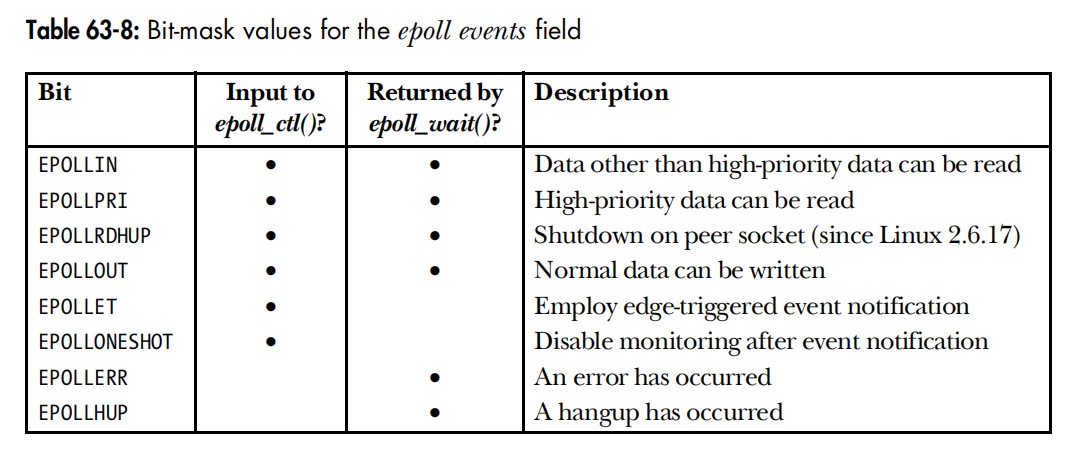 Table 63-8: Bit-mask values for the epoll events field
Bit Input to epoll_ctl()? Returned by epoll_wait()? Description
EPOLLIN • • Data other than high-priority data can be read
EPOLLPRI • • High-priority data can be read
EPOLLRDHUP • • Shutdown on peer socket (since Linux 2.6.17)
EPOLLOUT • • Normal data can be written
EPOLLET • Employ edge-triggered event notification
EPOLLONESHOT • Disable monitoring after event notification
EPOLLERR • An error has occurred
EPOLLHUP • A hangup has occurred